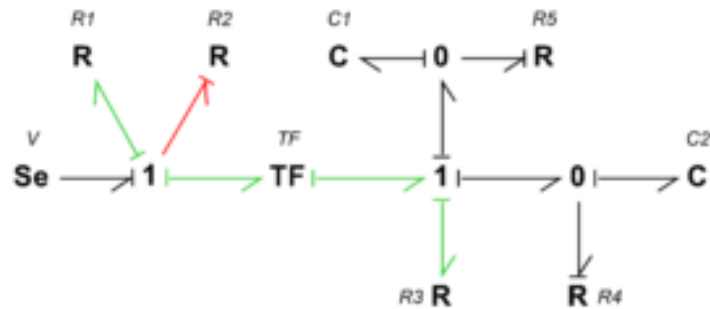 R1 R2 C1 R5
R R C 0 R
V TF C2
Se 1 TF 1 0 C
R3 R R R4